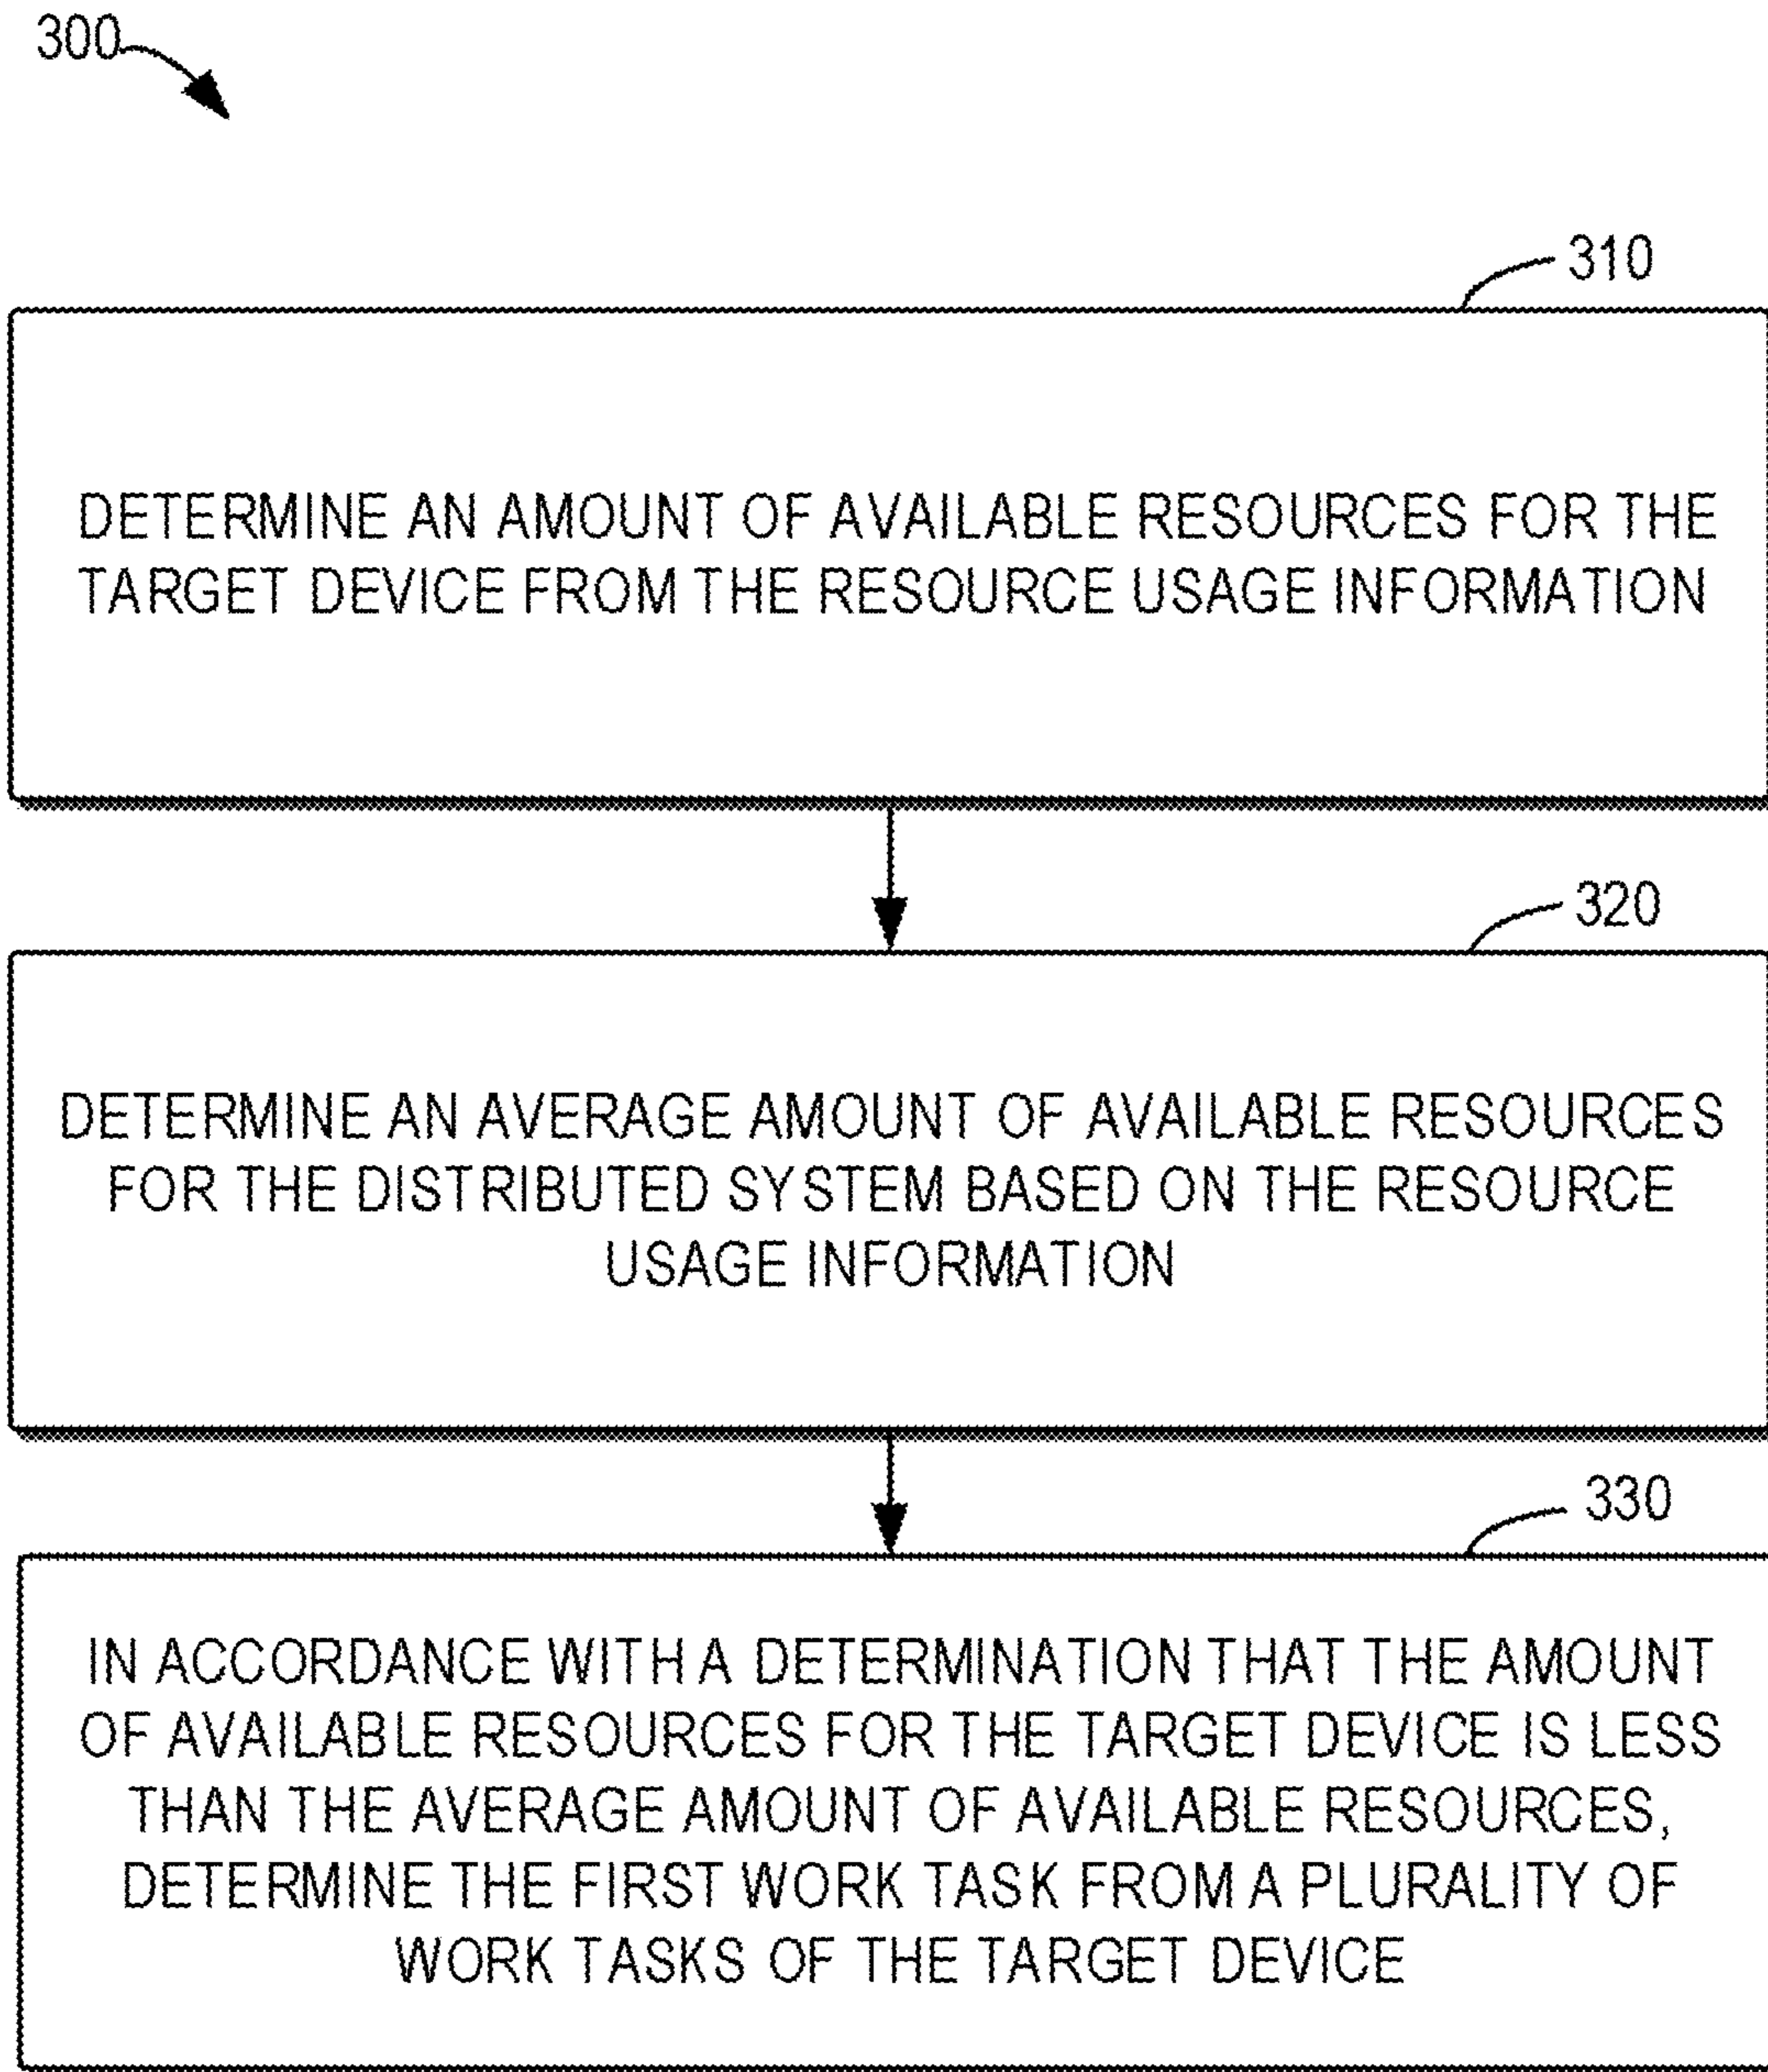 300
310
DETERMINE AN AMOUNT OF AVAILABLE RESOURCES FOR THE
TARGET DEVICE FROM THE RESOURCE USAGE INFORMATION
320
DETERMINE AN AVERAGE AMOUNT OF AVAILABLE RESOURCES
FOR THE DISTRIBUTED SYSTEM BASED ON THE RESOURCE
USAGE INFORMATION
330
IN ACCORDANCE WITH A DETERMINATION THAT THE AMOUNT
OF AVAILABLE RESOURCES FOR THE TARGET DEVICE IS LESS
THAN THE AVERAGE AMOUNT OF AVAILABLE RESOURCES,
DETERMINE THE FIRST WORK TASK FROM A PLURALITY OF
WORK TASKS OF THE TARGET DEVICE